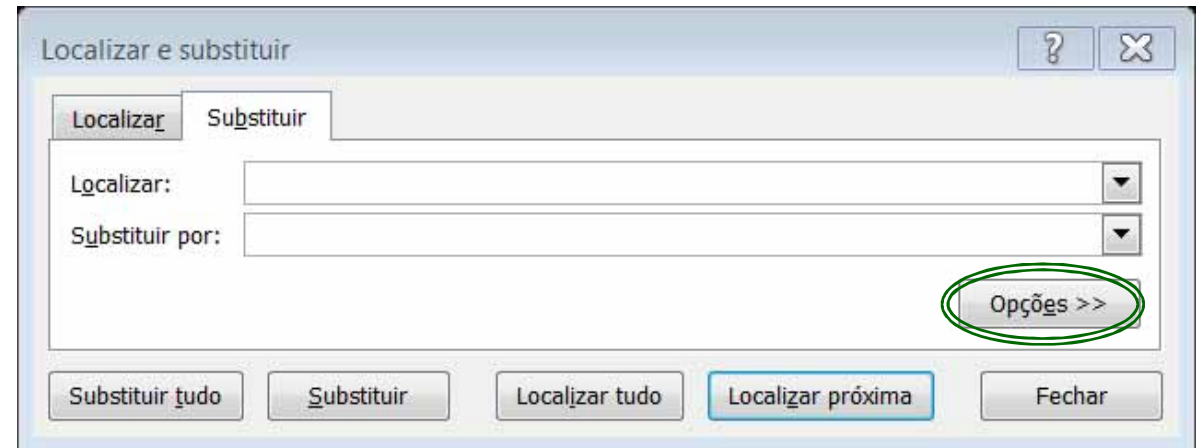 Localizar e substituir
Localizar Substituir
Localizar:
Substituir por:
Opções >>
Substituir tudo Substituir Localizar tudo Localizar próxima Fechar